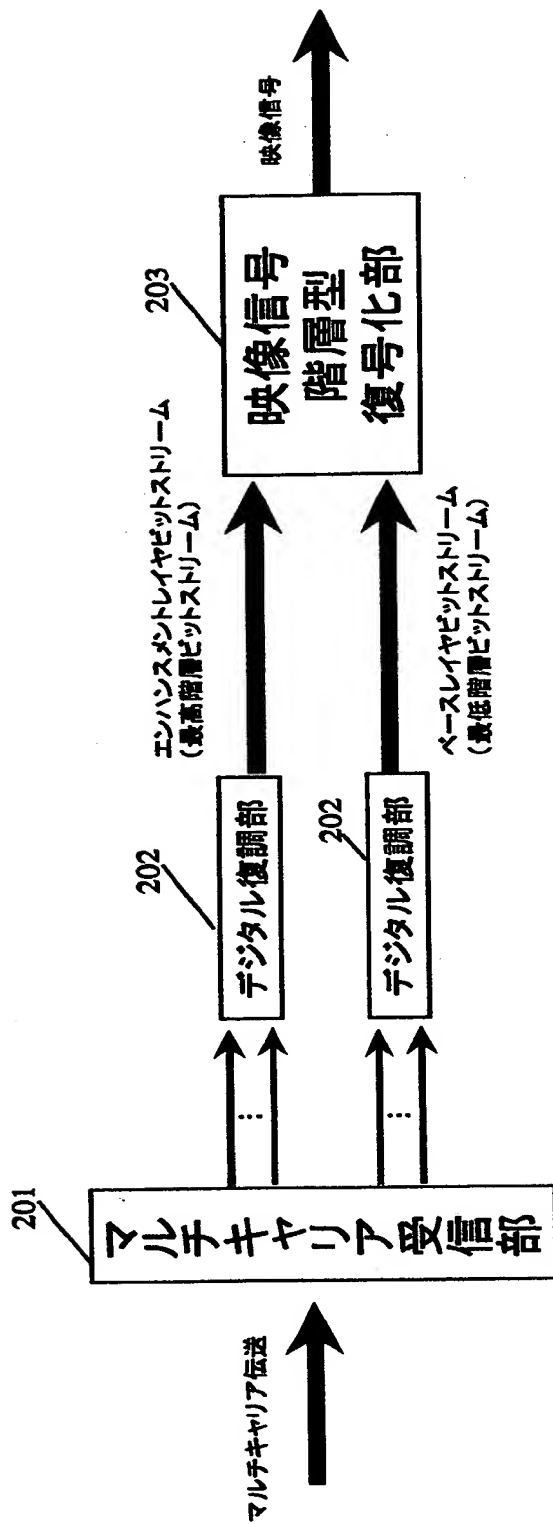 マルチキャリア伝送
201
マルチキャリア受信部
202
デジタル復調部
202
デジタル復調部
エンハンスメントレイヤビットストリーム
(最高階層ビットストリーム)
ベースレイヤビットストリーム
(最低階層ビットストリーム)
203
映像信号
階層型
復号化部
映像信号